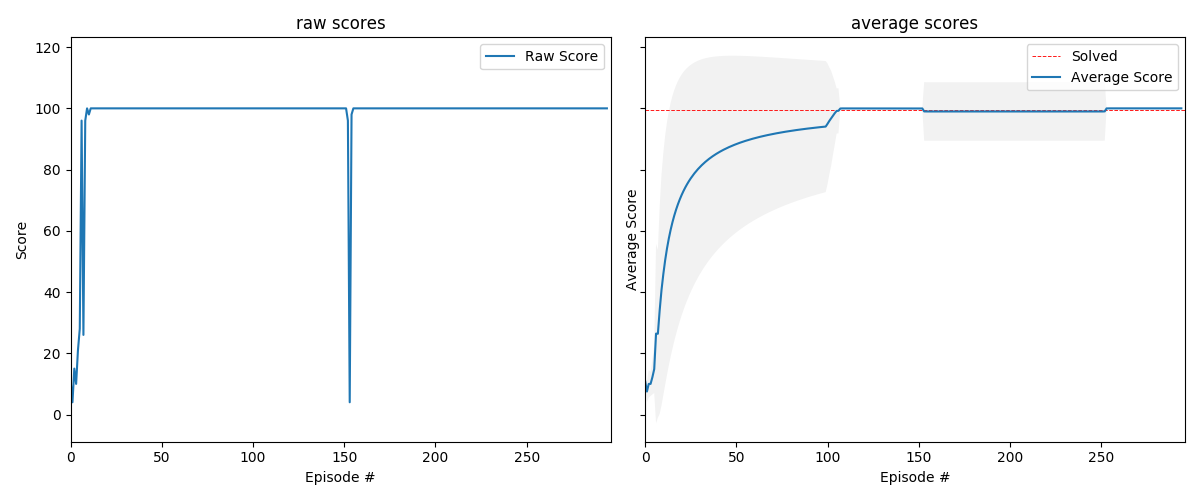 raw scores
average scores
120
100
80
60
40
20
0
Score
0 50 100 150 200 250
Episode #
Raw Score
Average Score
0 50 100 150 200 250
Episode #
Solved
Average Score